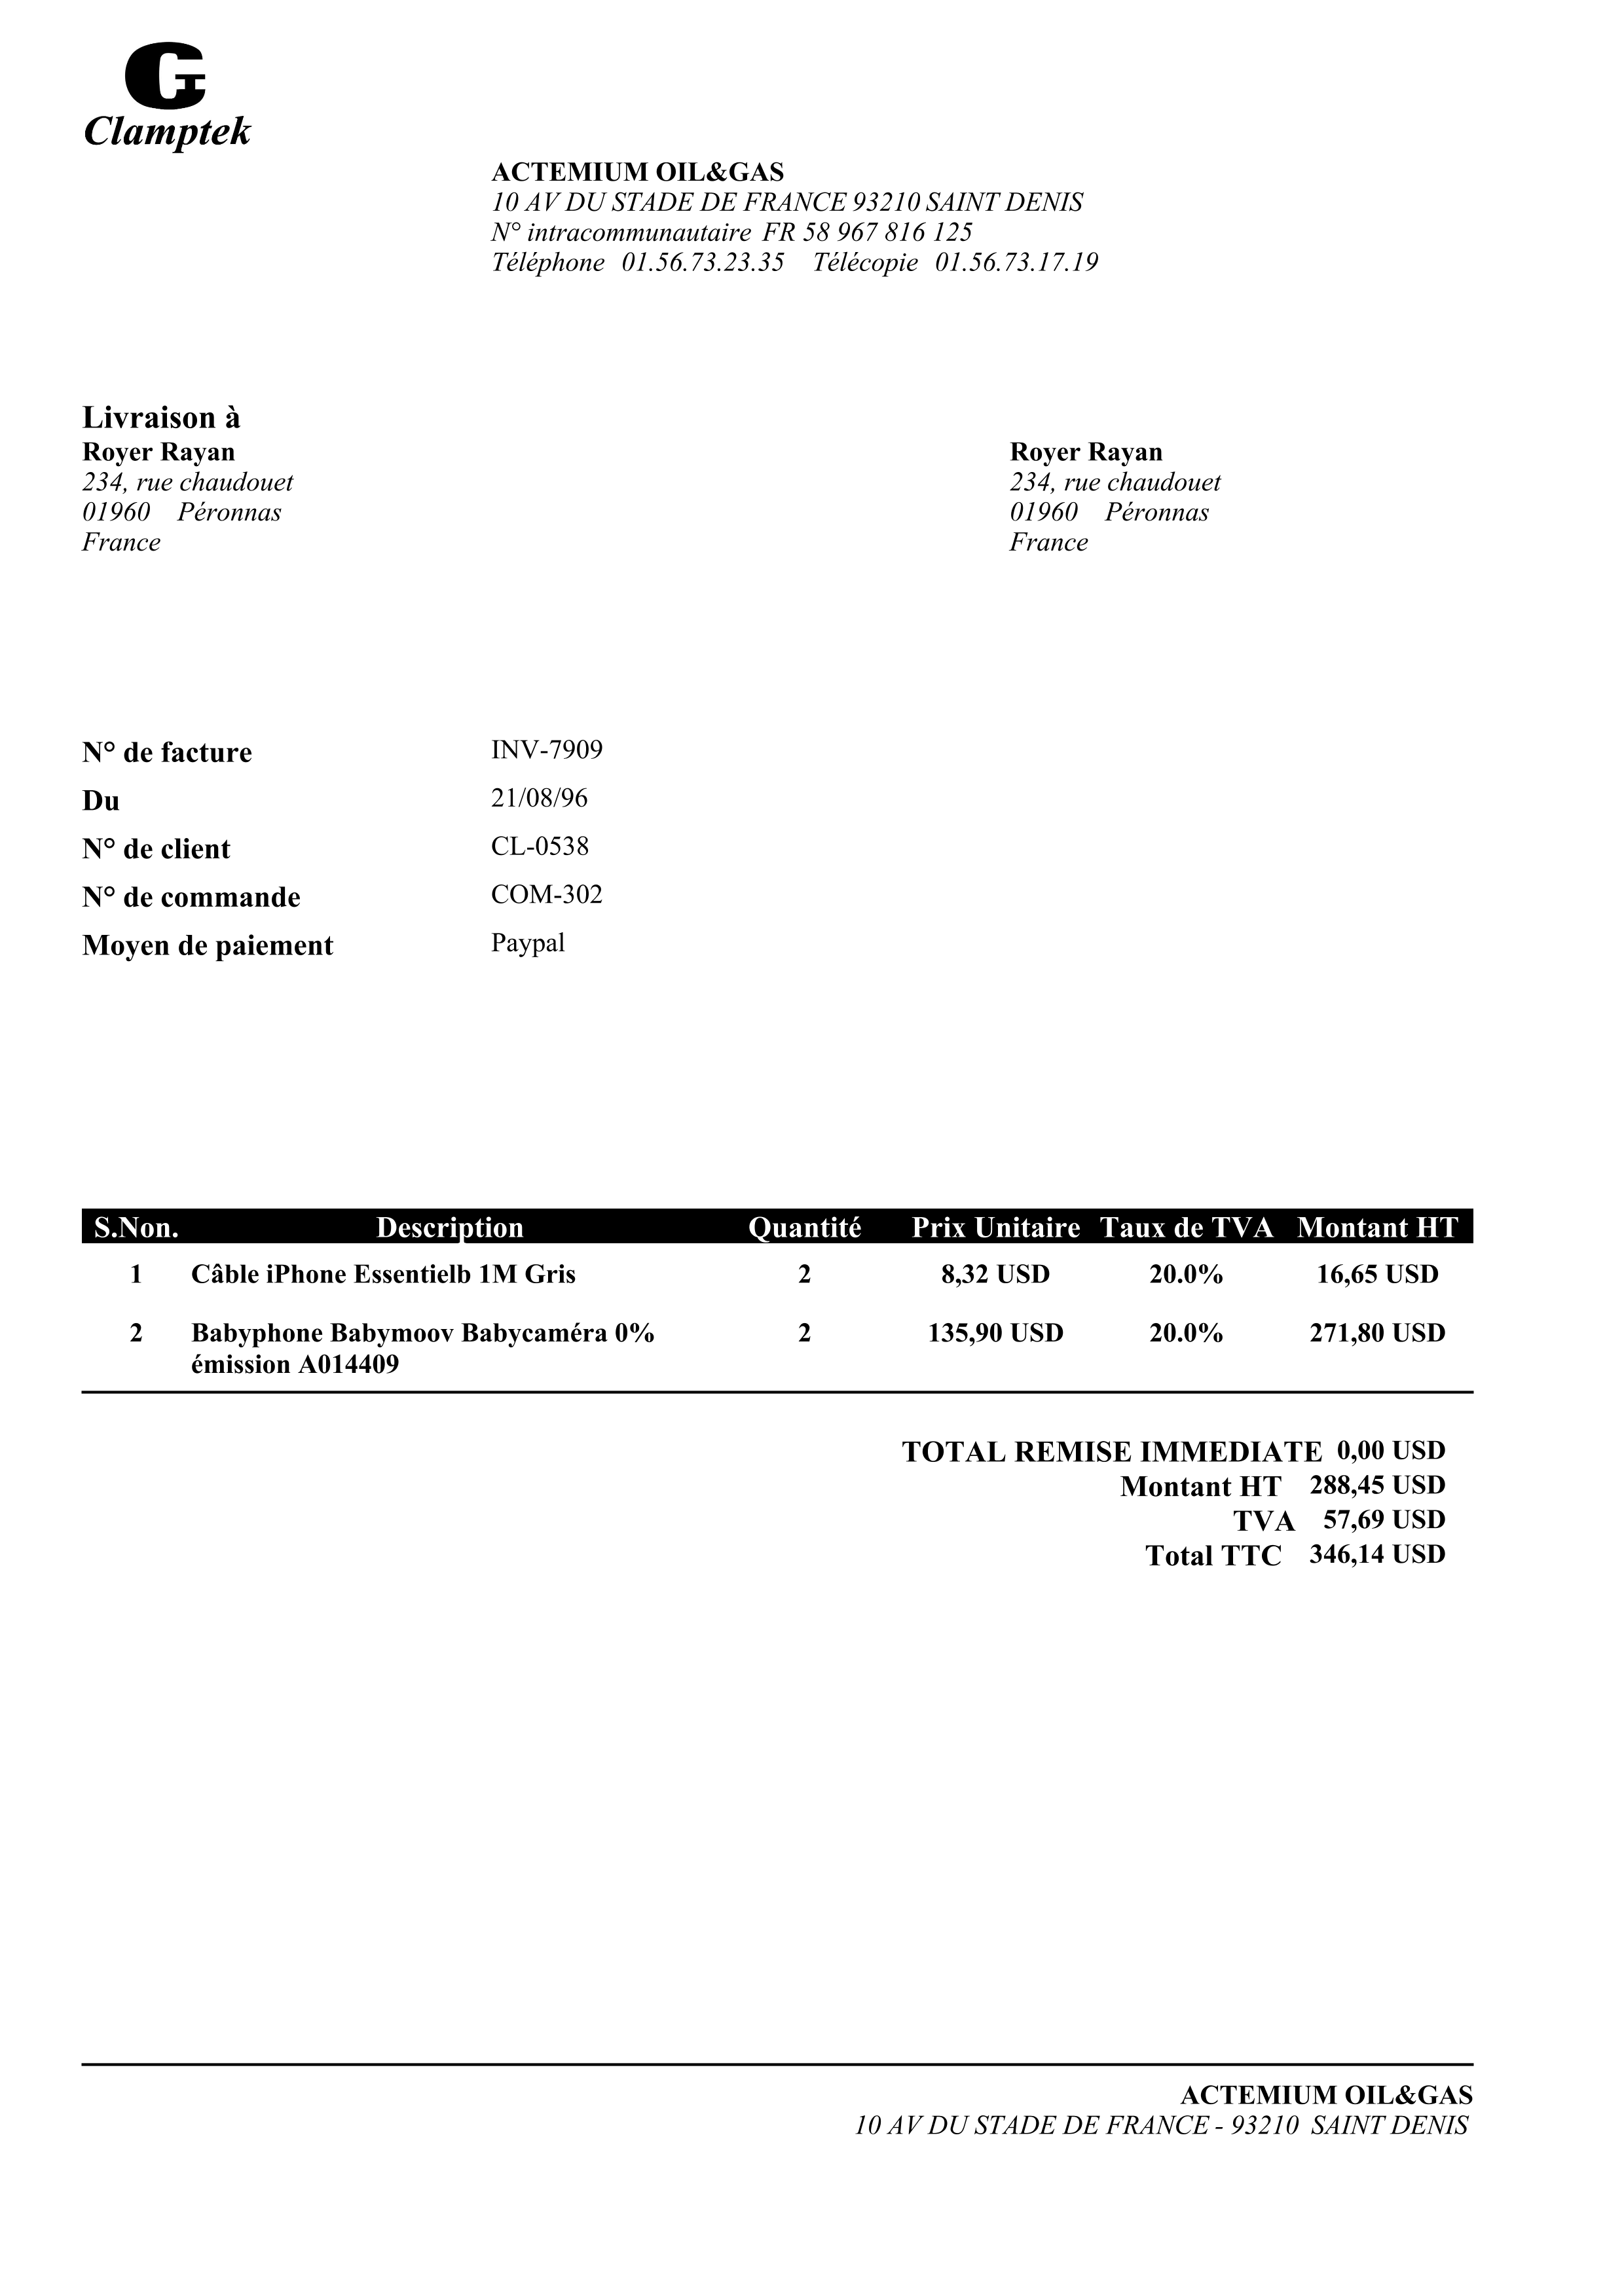 G
Clamptek
ACTEMIUM OIL&GAS
10 AV DU STADE DE FRANCE 93210 SAINT DENIS
N° intracommunautaire FR 58 967 816 125
Téléphone 01.56.73.23.35 Télécopie 01.56.73.17.19
Livraison à
Royer Rayan
234, rue chaudouet
01960 Péronnas
France
Royer Rayan
234, rue chaudouet
01960 Péronnas
France
N° de facture INV-7909
Du 21/08/96
N° de client CL-0538
N° de commande COM-302
Moyen de paiement Paypal
S.Non. Description Quantité Prix Unitaire Taux de TVA Montant HT
1 Câble iPhone Essentielb 1M Gris 2 8,32 USD 20.0% 16,65 USD
2 Babyphone Babymoov Babycaméra 0% 2 135,90 USD 20.0% 271,80 USD
émission A014409
TOTAL REMISE IMMEDIATE 0,00 USD
Montant HT 288,45 USD
TVA 57,69 USD
Total TTC 346,14 USD
ACTEMIUM OIL&GAS
10 AV DU STADE DE FRANCE - 93210 SAINT DENIS